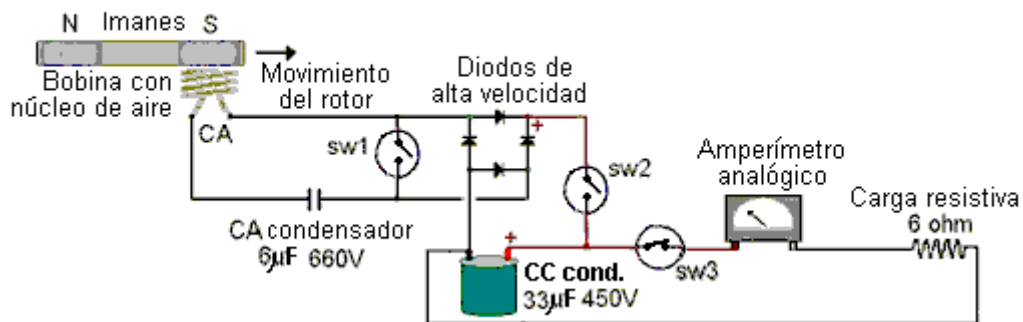 N Imanes S
Bobina con
núcleo de aire
Movimiento
del rotor
Diodos de
alta velocidad
CA
sw1
+
sw2
Amperímetro
analógico
Carga resistiva
6 ohm
CA condensador
6µF 660V
+
CC cond.
33µF 450V
sw3